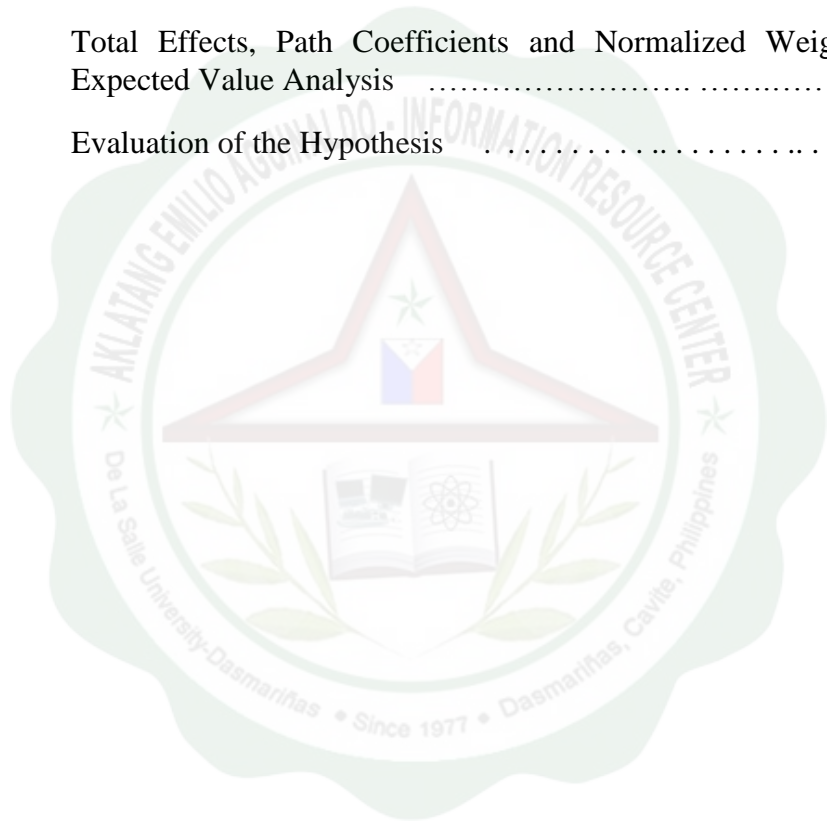 Total Effects, Path Coefficients and Normalized Weig
Expected Value Analysis …………………… …….……
Evaluation of the Hypothesis . . . . . . . . . .. . . . . . . . .. .
AKLATANG EMILIO AGUINALDO - INFORMATION RESOURCE CENTER
De La Salle University-Dasmariñas • Since 1977 • Dasmariñas, Cavite, Philippines